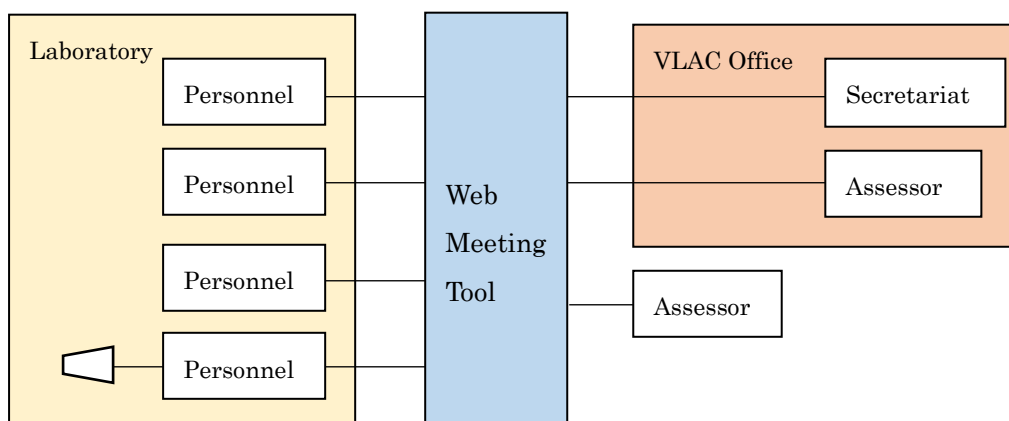 Laboratory
Personnel
Personnel
Personnel
Personnel
Web
Meeting
Tool
VLAC Office
Secretariat
Assessor
Assessor